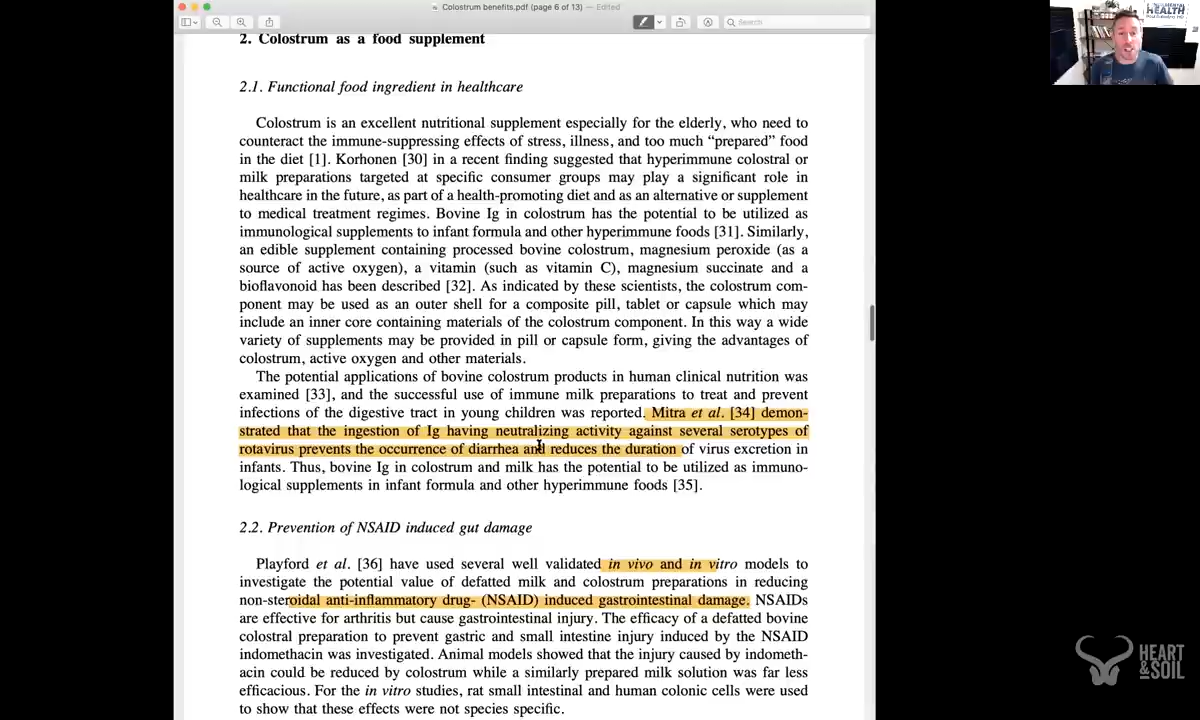 Colostrum benefits.pdf (page 6 of 13) — Edited
Search
2. Colostrum as a food supplement
2.1. Functional food ingredient in healthcare
Colostrum is an excellent nutritional supplement especially for the elderly, who need to
counteract the immune-suppressing effects of stress, illness, and too much “prepared” food
in the diet [1]. Korhonen [30] in a recent finding suggested that hyperimmune colostral or
milk preparations targeted at specific consumer groups may play a significant role in
healthcare in the future, as part of a health-promoting diet and as an alternative or supplement
to medical treatment regimes. Bovine Ig in colostrum has the potential to be utilized as
immunological supplements to infant formula and other hyperimmune foods [31]. Similarly,
an edible supplement containing processed bovine colostrum, magnesium peroxide (as a
source of active oxygen), a vitamin (such as vitamin C), magnesium succinate and a
bioflavonoid has been described [32]. As indicated by these scientists, the colostrum com-
ponent may be used as an outer shell for a composite pill, tablet or capsule which may
include an inner core containing materials of the colostrum component. In this way a wide
variety of supplements may be provided in pill or capsule form, giving the advantages of
colostrum, active oxygen and other materials.
The potential applications of bovine colostrum products in human clinical nutrition was
examined [33], and the successful use of immune milk preparations to treat and prevent
infections of the digestive tract in young children was reported. Mitra et al. [34] demon-
strated that the ingestion of Ig having neutralizing activity against several serotypes of
rotavirus prevents the occurrence of diarrhea and reduces the duration of virus excretion in
infants. Thus, bovine Ig in colostrum and milk has the potential to be utilized as immuno-
logical supplements in infant formula and other hyperimmune foods [35].
2.2. Prevention of NSAID induced gut damage
Playford et al. [36] have used several well validated in vivo and in vitro models to
investigate the potential value of defatted milk and colostrum preparations in reducing
non-steroidal anti-inflammatory drug- (NSAID) induced gastrointestinal damage. NSAIDs
are effective for arthritis but cause gastrointestinal injury. The efficacy of a defatted bovine
colostral preparation to prevent gastric and small intestine injury induced by the NSAID
indomethacin was investigated. Animal models showed that the injury caused by indometh-
acin could be reduced by colostrum while a similarly prepared milk solution was far less
efficacious. For the in vitro studies, rat small intestinal and human colonic cells were used
to show that these effects were not species specific.
HEALTH
HEART
&SOIL